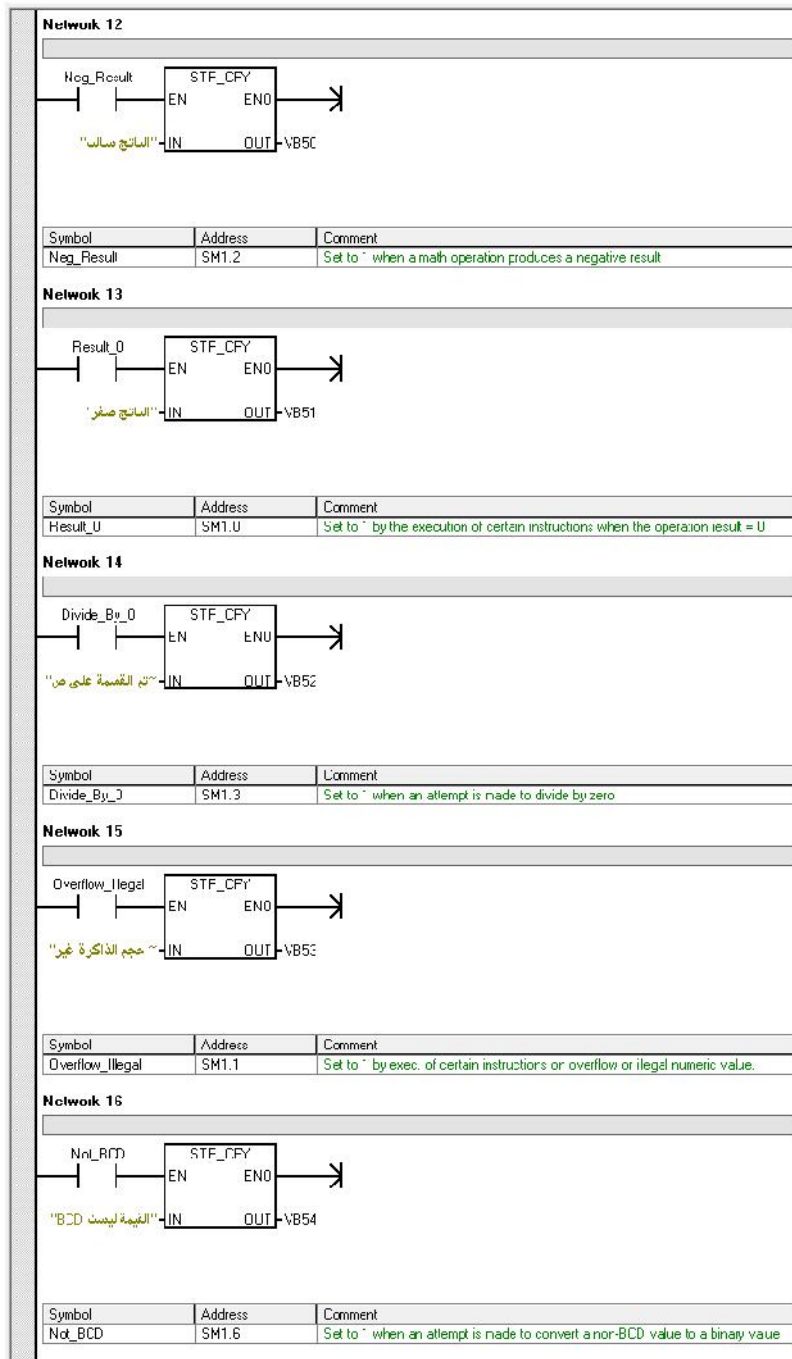 Network 12
Neg_Result STR_CPY
EN ENO
"الناتج سالب" IN OUT VB50
Symbol Address Comment
Neg_Result SM1.2 Set to 1 when a math operation produces a negative result
Network 13
Result_0 STR_CPY
EN ENO
"الناتج صفر" IN OUT VB51
Symbol Address Comment
Result_0 SM1.0 Set to 1 by the execution of certain instructions when the operation result = 0
Network 14
Divide_By_0 STR_CPY
EN ENO
"تم القسمة على ص~ IN OUT VB52
Symbol Address Comment
Divide_By_0 SM1.3 Set to 1 when an attempt is made to divide by zero
Network 15
Overflow_Illegal STR_CPY
EN ENO
"حجم الذاكرة غير ~ IN OUT VB53
Symbol Address Comment
Overflow_Illegal SM1.1 Set to 1 by exec. of certain instructions on overflow or illegal numeric value.
Network 16
Not_BCD STR_CPY
EN ENO
"القيمة ليست BCD" IN OUT VB54
Symbol Address Comment
Not_BCD SM1.6 Set to 1 when an attempt is made to convert a non-BCD value to a binary value